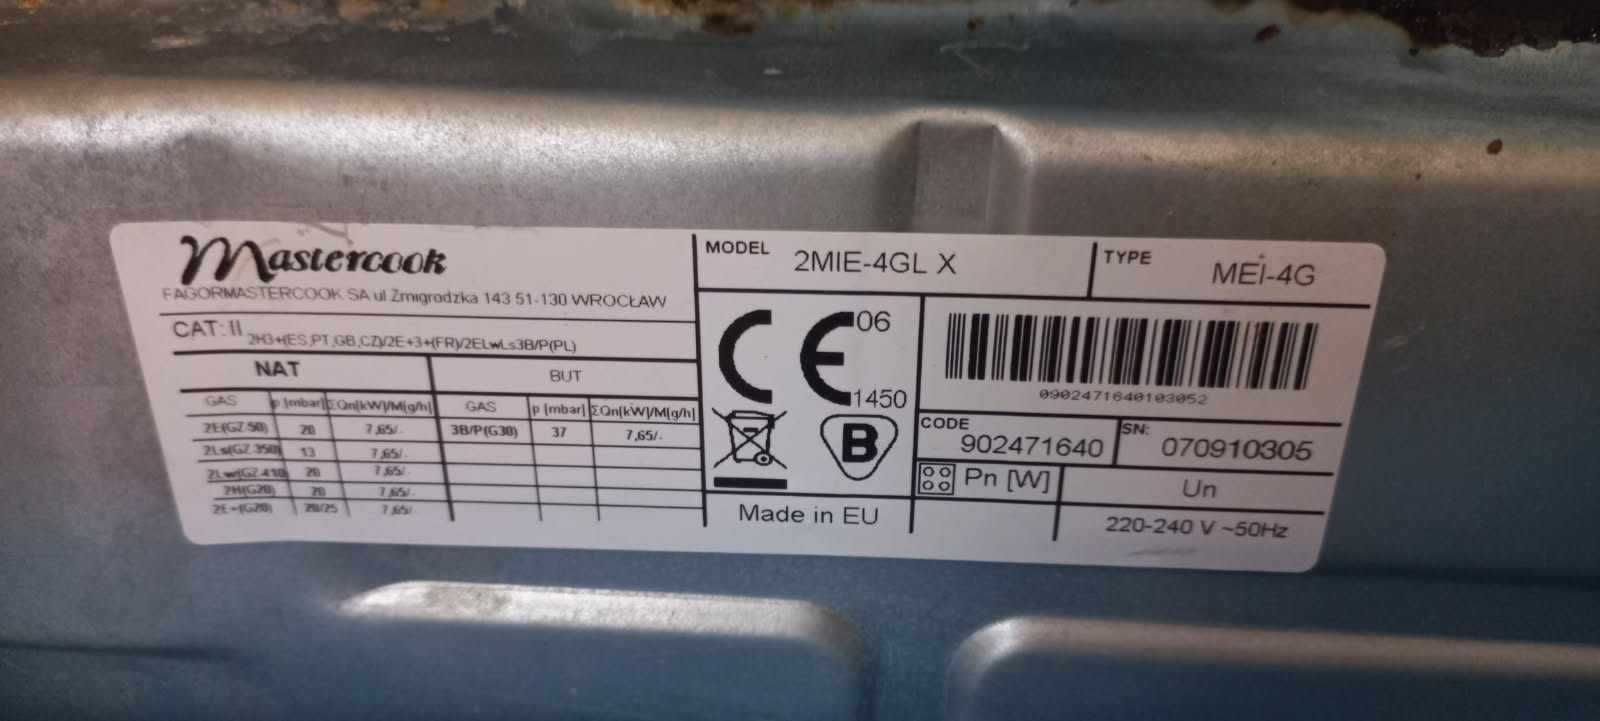 Mastercook
FAGORMASTERCOOK SA ul Żmigrodzka 143 51-130 WROCŁAW
CAT: II 2H3+(ES,PT,GB,CZ)/2E+3+(FR)/2ELwLs3B/P(PL)
NAT BUT
GAS p [mbar] ΣQn[kW]/M[g/h] GAS p [mbar] ΣQn[kW]/M[g/h]
2E(GZ.50) 20 7,65/- 3B/P(G30) 37 7,65/-
2Ls(GZ.350) 13 7,65/-
2Lw(GZ.410) 20 7,65/-
2H(G20) 20 7,65/-
2E+(G20) 20/25 7,65/
MODEL 2MIE-4GL X
TYPE MEI-4G
CE 06
1450
B
Made in EU
0902471640103052
CODE 902471640
SN: 070910305
Pn [W] Un
220-240 V ~50Hz